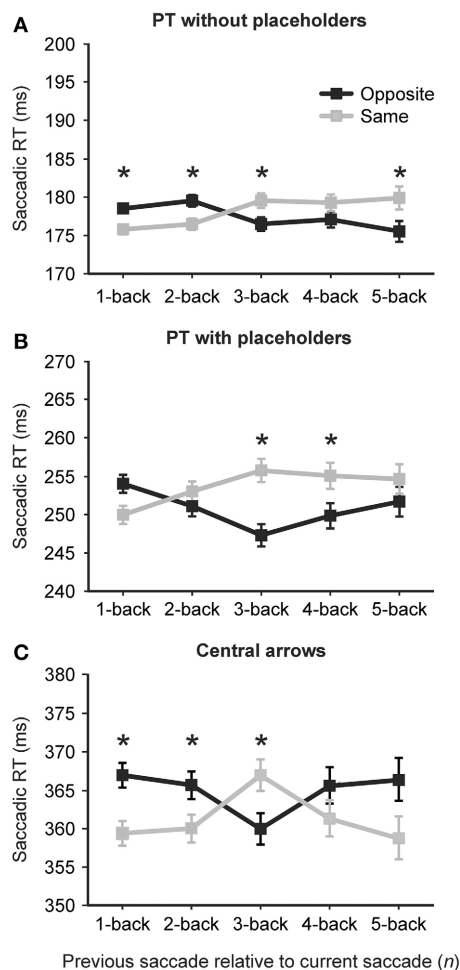 A
PT without placeholders
Saccadic RT (ms)
200
195
190
185
180
175
170
Opposite
Same
* * * *
1-back 2-back 3-back 4-back 5-back
B
PT with placeholders
Saccadic RT (ms)
270
265
260
255
250
245
240
* *
1-back 2-back 3-back 4-back 5-back
C
Central arrows
Saccadic RT (ms)
380
375
370
365
360
355
350
* * *
1-back 2-back 3-back 4-back 5-back
Previous saccade relative to current saccade (n)